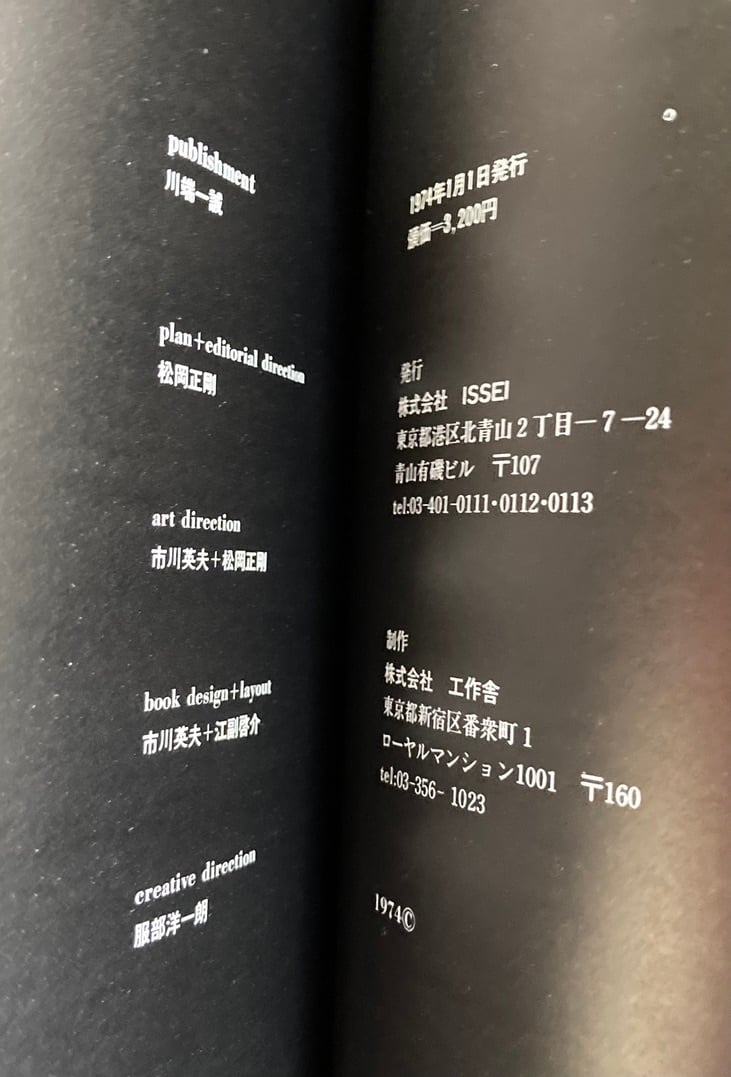 publishment
川端一誠
plan+editorial direction
松岡正剛
art direction
市川英夫+松岡正剛
book design+layout
市川英夫+江副啓介
creative direction
服部洋一朗
1974年1月1日発行
價価=3,200円
発行
株式会社 ISSEI
東京都港区北青山2丁目—7—24
青山有磯ビル 〒107
tel:03-401-0111・0112・0113
制作
株式会社 工作舎
東京都新宿区番衆町1
ローヤルマンション1001 〒160
tel:03-356-1023
1974©